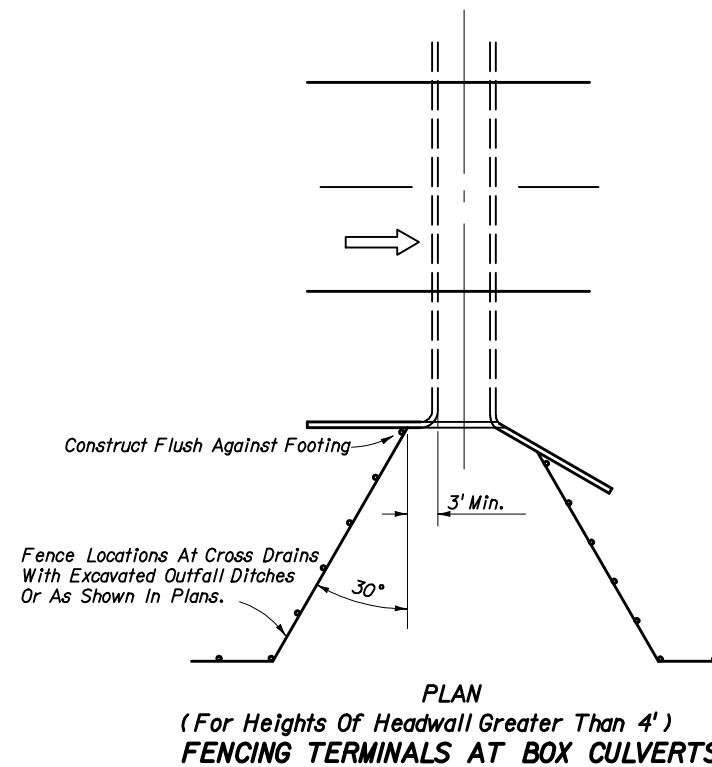 Construct Flush Against Footing
3' Min.
Fence Locations At Cross Drains
With Excavated Outfall Ditches
Or As Shown In Plans.
30°
PLAN
(For Heights Of Headwall Greater Than 4')
FENCING TERMINALS AT BOX CULVERTS